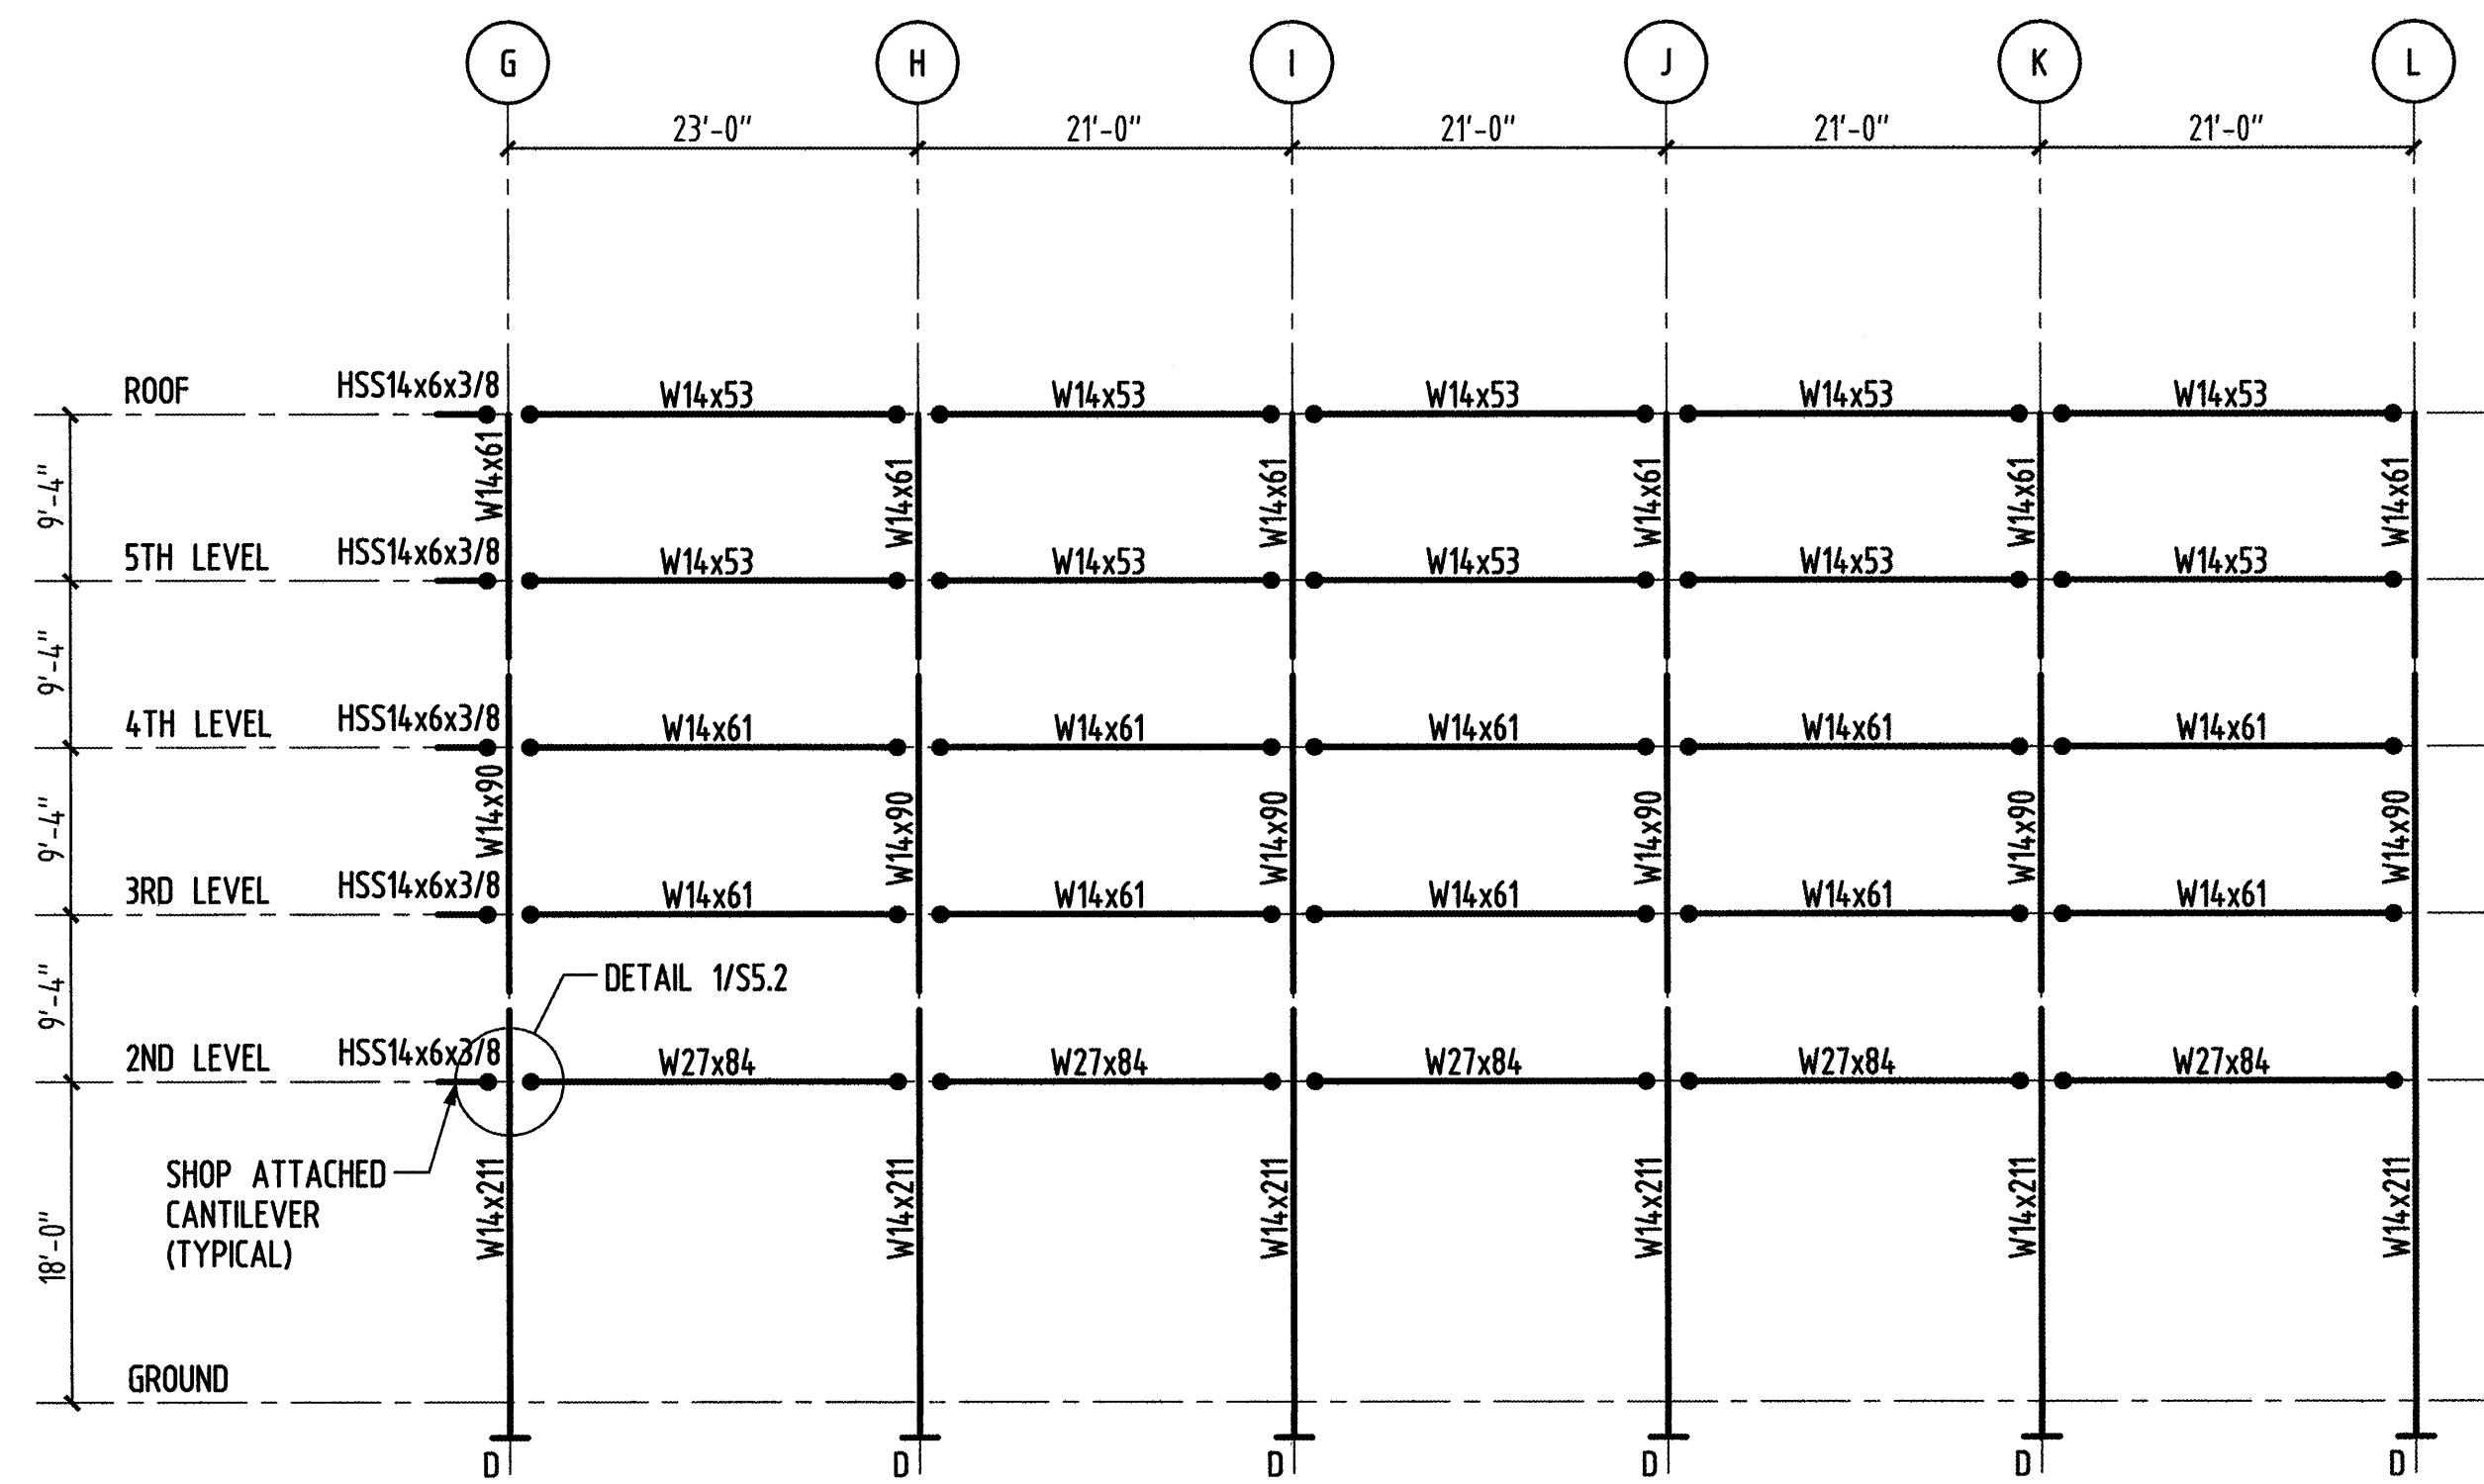 G H I J K L
23'-0" 21'-0" 21'-0" 21'-0" 21'-0"
ROOF HSS14x6x3/8 W14x53 W14x53 W14x53 W14x53 W14x53
9'-4" W14x61 W14x61 W14x61 W14x61 W14x61 W14x61
5TH LEVEL HSS14x6x3/8 W14x53 W14x53 W14x53 W14x53 W14x53
9'-4"
4TH LEVEL HSS14x6x3/8 W14x61 W14x61 W14x61 W14x61 W14x61
9'-4" W14x90 W14x90 W14x90 W14x90 W14x90 W14x90
3RD LEVEL HSS14x6x3/8 W14x61 W14x61 W14x61 W14x61 W14x61
9'-4" DETAIL 1/S5.2
2ND LEVEL HSS14x6x3/8 W27x84 W27x84 W27x84 W27x84 W27x84
SHOP ATTACHED
CANTILEVER
(TYPICAL)
18'-0" W14x211 W14x211 W14x211 W14x211 W14x211 W14x211
GROUND
D D D D D D